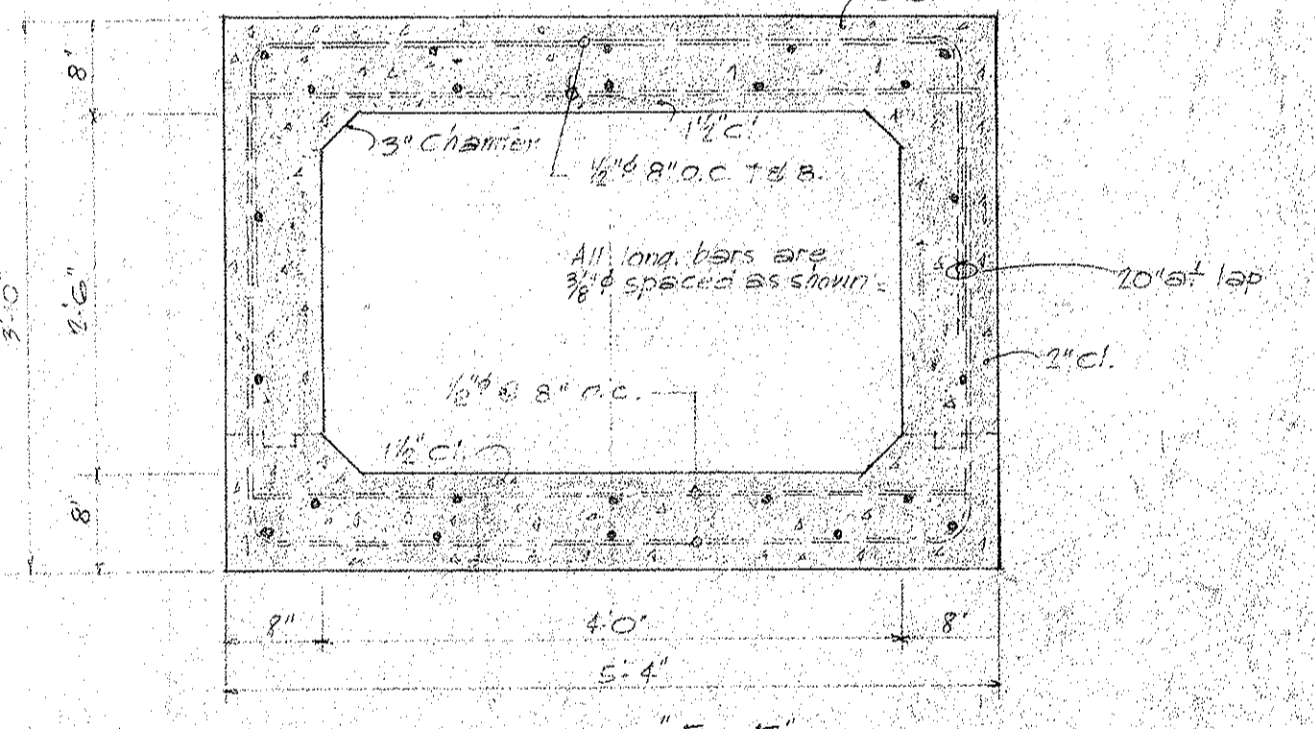 8"
3" Chamfer
1½" Cl.
½"⌀ 8" O.C. T & B.
All long. bars are
⅜"⌀ spaced as shown.
20"⌀ lap
2'-6"
3'-0"
2" Cl.
½"⌀ @ 8" O.C.
1½" Cl.
8"
8"
4'-0"
8"
5'-4"